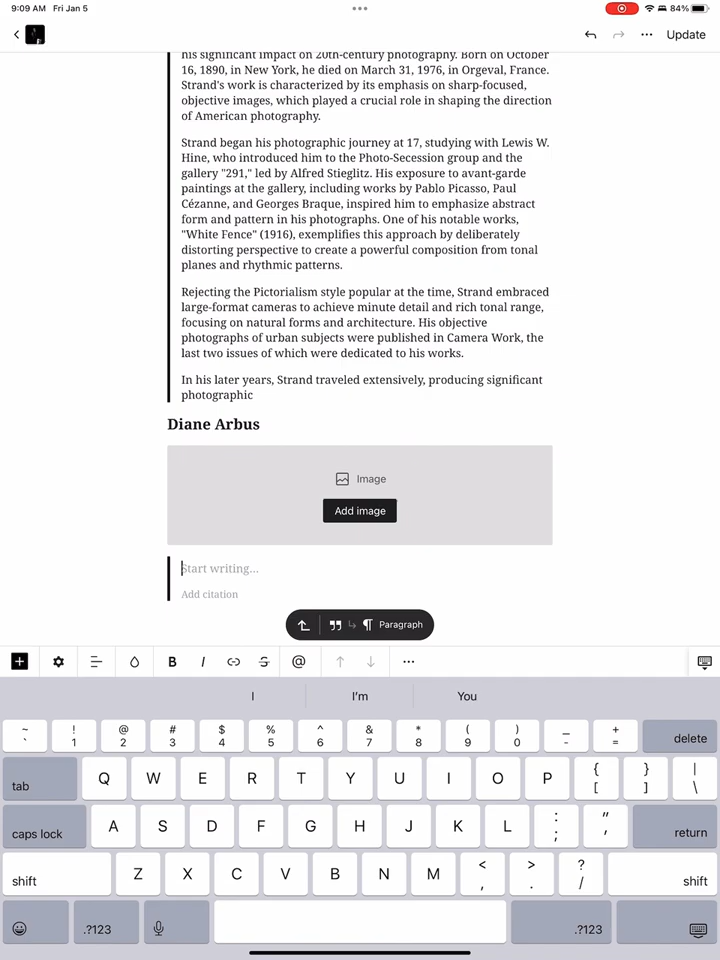 9:09 AM Fri Jan 5
84%
Update
his significant impact on 20th-century photography. Born on October
16, 1890, in New York, he died on March 31, 1976, in Orgeval, France.
Strand's work is characterized by its emphasis on sharp-focused,
objective images, which played a crucial role in shaping the direction
of American photography.
Strand began his photographic journey at 17, studying with Lewis W.
Hine, who introduced him to the Photo-Secession group and the
gallery "291," led by Alfred Stieglitz. His exposure to avant-garde
paintings at the gallery, including works by Pablo Picasso, Paul
Cézanne, and Georges Braque, inspired him to emphasize abstract
form and pattern in his photographs. One of his notable works,
"White Fence" (1916), exemplifies this approach by deliberately
distorting perspective to create a powerful composition from tonal
planes and rhythmic patterns.
Rejecting the Pictorialism style popular at the time, Strand embraced
large-format cameras to achieve minute detail and rich tonal range,
focusing on natural forms and architecture. His objective
photographs of urban subjects were published in Camera Work, the
last two issues of which were dedicated to his works.
In his later years, Strand traveled extensively, producing significant
photographic
Diane Arbus
Image
Add image
Start writing...
Add citation
Paragraph
B I S @
I I'm You
~ ! @ # $ % ^ & * ( ) _ +
` 1 2 3 4 5 6 7 8 9 0 - = delete
tab Q W E R T Y U I O P { [ } ] | \
caps lock A S D F G H J K L : ; " ' return
shift Z X C V B N M < , > . ? / shift
.?123 .?123